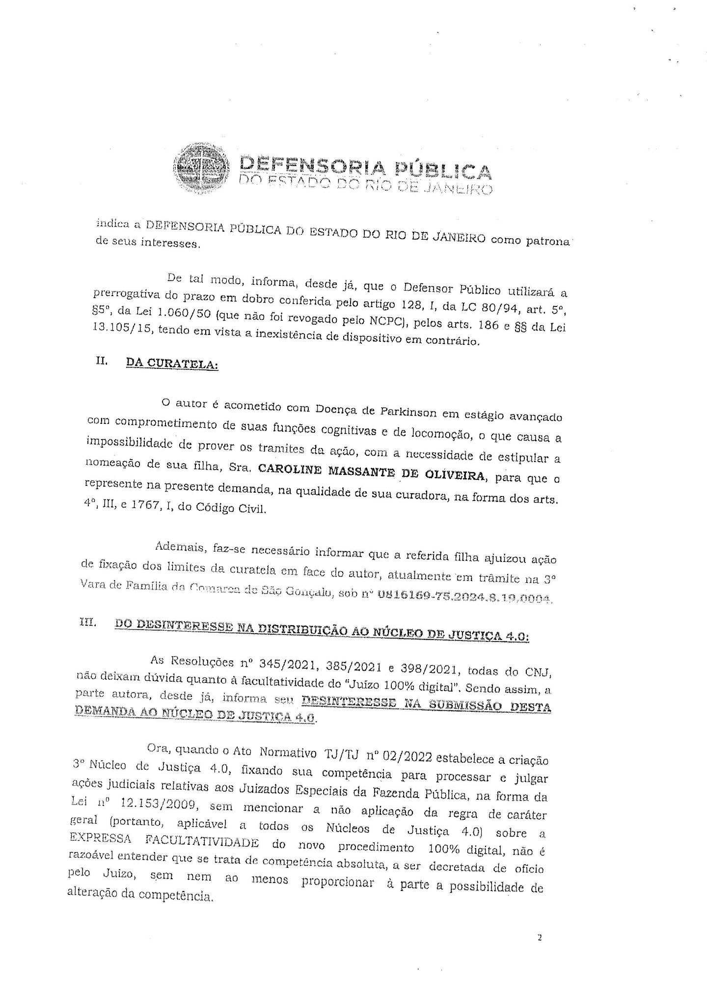 DEFENSORIA PÚBLICA
DO ESTADO DO RIO DE JANEIRO
indica a DEFENSORIA PÚBLICA DO ESTADO DO RIO DE JANEIRO como patrona
de seus interesses.
De tal modo, informa, desde já, que o Defensor Público utilizará a
prerrogativa do prazo em dobro conferida pelo artigo 128, I, da LC 80/94, art. 5º,
§5º, da Lei 1.060/50 (que não foi revogado pelo NCPC), pelos arts. 186 e §§ da Lei
13.105/15, tendo em vista a inexistência de dispositivo em contrário.
II. DA CURATELA:
O autor é acometido com Doença de Parkinson em estágio avançado
com comprometimento de suas funções cognitivas e de locomoção, o que causa a
impossibilidade de prover os tramites da ação, com a necessidade de estipular a
nomeação de sua filha, Sra. CAROLINE MASSANTE DE OLIVEIRA, para que o
represente na presente demanda, na qualidade de sua curadora, na forma dos arts.
4º, III, e 1767, I, do Código Civil.
Ademais, faz-se necessário informar que a referida filha ajuizou ação
de fixação dos limites da curatela em face do autor, atualmente em trâmite na 3º
Vara de Família da Comarca de São Gonçalo, sob nº 0816169-75.2024.8.19.0004.
III. DO DESINTERESSE NA DISTRIBUIÇÃO AO NÚCLEO DE JUSTIÇA 4.0:
As Resoluções nº 345/2021, 385/2021 e 398/2021, todas do CNJ,
não deixam dúvida quanto à facultatividade do "Juízo 100% digital". Sendo assim, a
parte autora, desde já, informa seu DESINTERESSE NA SUBMISSÃO DESTA
DEMANDA AO NÚCLEO DE JUSTIÇA 4.0.
Ora, quando o Ato Normativo TJ/TJ nº 02/2022 estabelece a criação
3º Núcleo de Justiça 4.0, fixando sua competência para processar e julgar
ações judiciais relativas aos Juizados Especiais da Fazenda Pública, na forma da
Lei nº 12.153/2009, sem mencionar a não aplicação da regra de caráter
geral (portanto, aplicável a todos os Núcleos de Justiça 4.0) sobre a
EXPRESSA FACULTATIVIDADE do novo procedimento 100% digital, não é
razoável entender que se trata de competência absoluta, a ser decretada de ofício
pelo Juízo, sem nem ao menos proporcionar à parte a possibilidade de
alteração da competência.
2